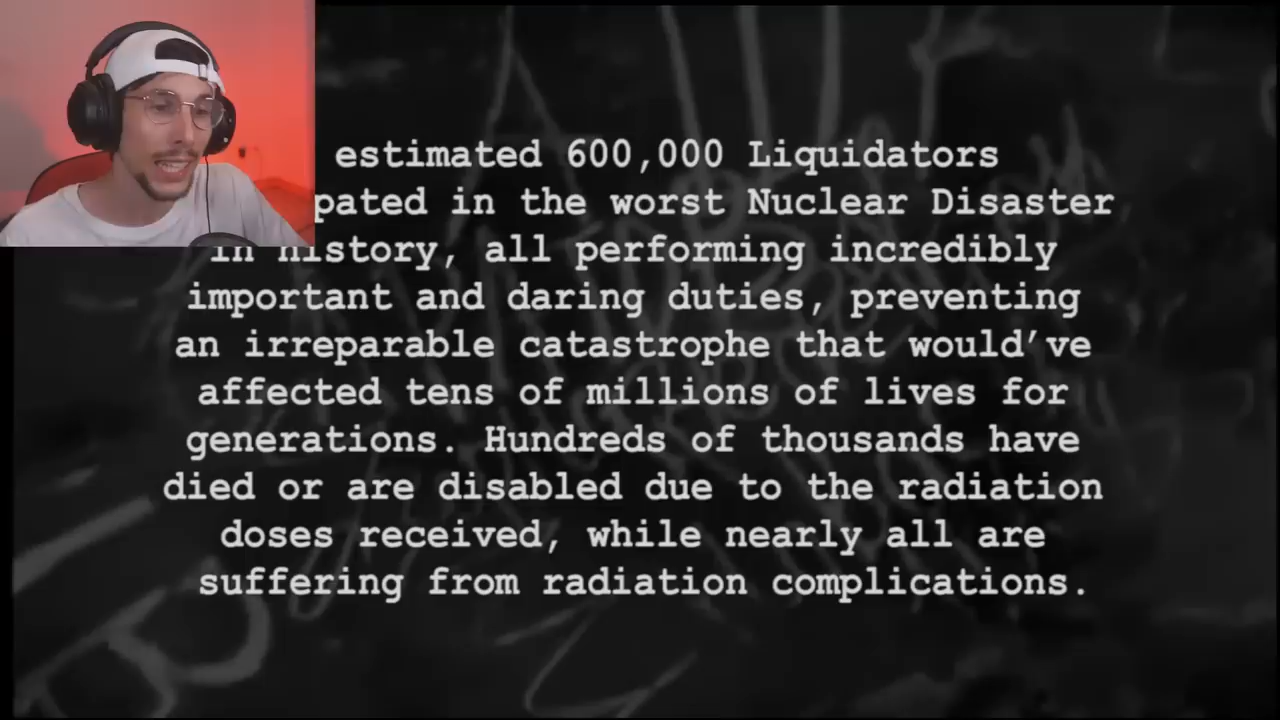 estimated 600,000 Liquidators
pated in the worst Nuclear Disaster
in history, all performing incredibly
important and daring duties, preventing
an irreparable catastrophe that would’ve
affected tens of millions of lives for
generations. Hundreds of thousands have
died or are disabled due to the radiation
doses received, while nearly all are
suffering from radiation complications.